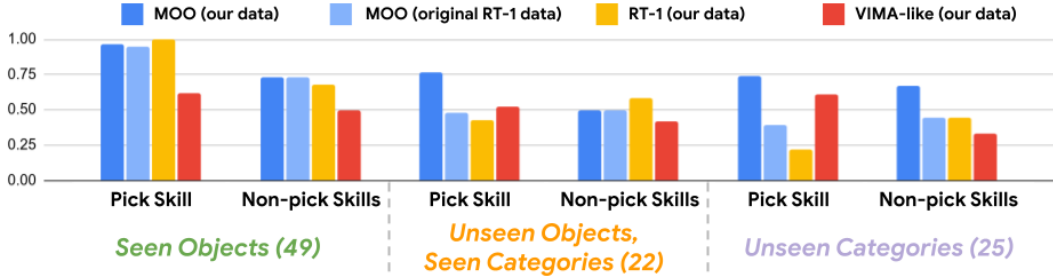 MOO (our data) MOO (original RT-1 data) RT-1 (our data) VIMA-like (our data)
1.00
0.75
0.50
0.25
0.00
Pick Skill Non-pick Skills Pick Skill Non-pick Skills Pick Skill Non-pick Skills
Seen Objects (49)
Unseen Objects,
Seen Categories (22)
Unseen Categories (25)